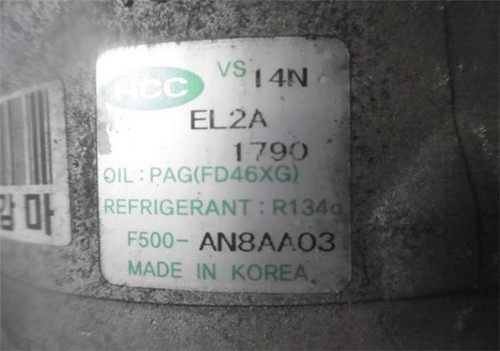 HCC VS 14N
EL2A
1790
OIL : PAG(FD46XG)
REFRIGERANT : R134a
F500- AN8AA03
MADE IN KOREA